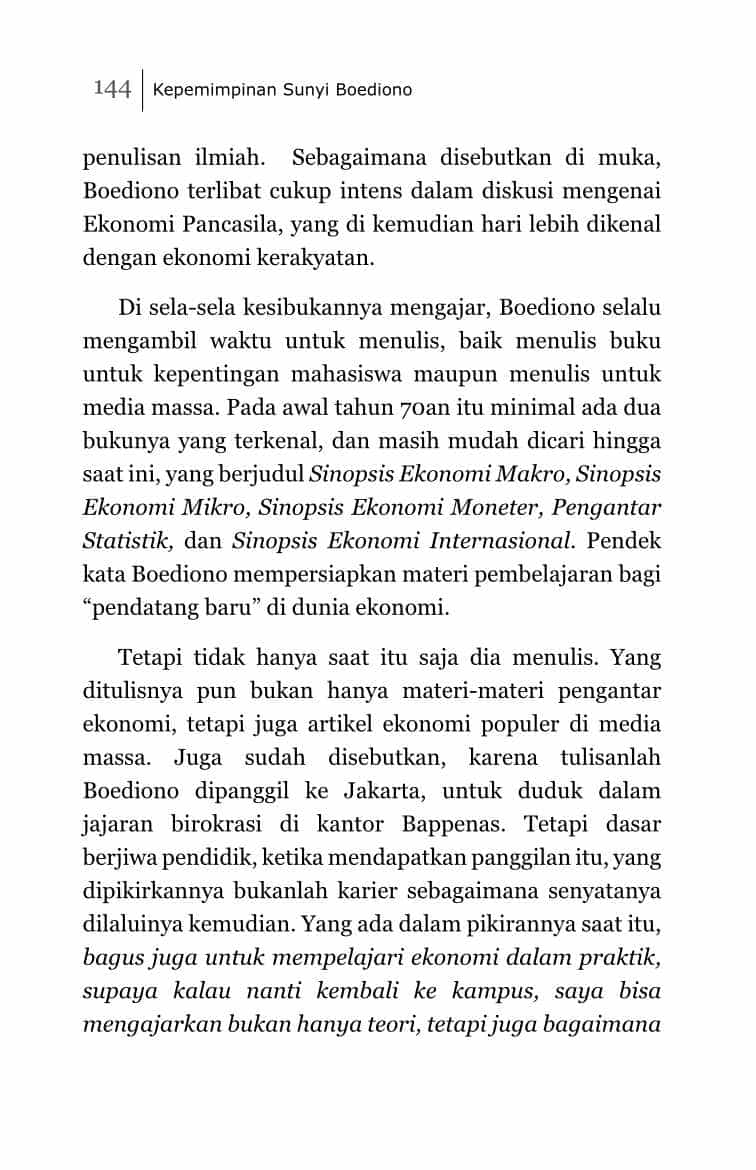 144 Kepemimpinan Sunyi Boediono
penulisan ilmiah. Sebagaimana disebutkan di muka,
Boediono terlibat cukup intens dalam diskusi mengenai
Ekonomi Pancasila, yang di kemudian hari lebih dikenal
dengan ekonomi kerakyatan.
Di sela-sela kesibukannya mengajar, Boediono selalu
mengambil waktu untuk menulis, baik menulis buku
untuk kepentingan mahasiswa maupun menulis untuk
media massa. Pada awal tahun 70an itu minimal ada dua
bukunya yang terkenal, dan masih mudah dicari hingga
saat ini, yang berjudul Sinopsis Ekonomi Makro, Sinopsis
Ekonomi Mikro, Sinopsis Ekonomi Moneter, Pengantar
Statistik, dan Sinopsis Ekonomi Internasional. Pendek
kata Boediono mempersiapkan materi pembelajaran bagi
“pendatang baru” di dunia ekonomi.
Tetapi tidak hanya saat itu saja dia menulis. Yang
ditulisnya pun bukan hanya materi-materi pengantar
ekonomi, tetapi juga artikel ekonomi populer di media
massa. Juga sudah disebutkan, karena tulisanlah
Boediono dipanggil ke Jakarta, untuk duduk dalam
jajaran birokrasi di kantor Bappenas. Tetapi dasar
berjiwa pendidik, ketika mendapatkan panggilan itu, yang
dipikirkannya bukanlah karier sebagaimana senyatanya
dilaluinya kemudian. Yang ada dalam pikirannya saat itu,
bagus juga untuk mempelajari ekonomi dalam praktik,
supaya kalau nanti kembali ke kampus, saya bisa
mengajarkan bukan hanya teori, tetapi juga bagaimana